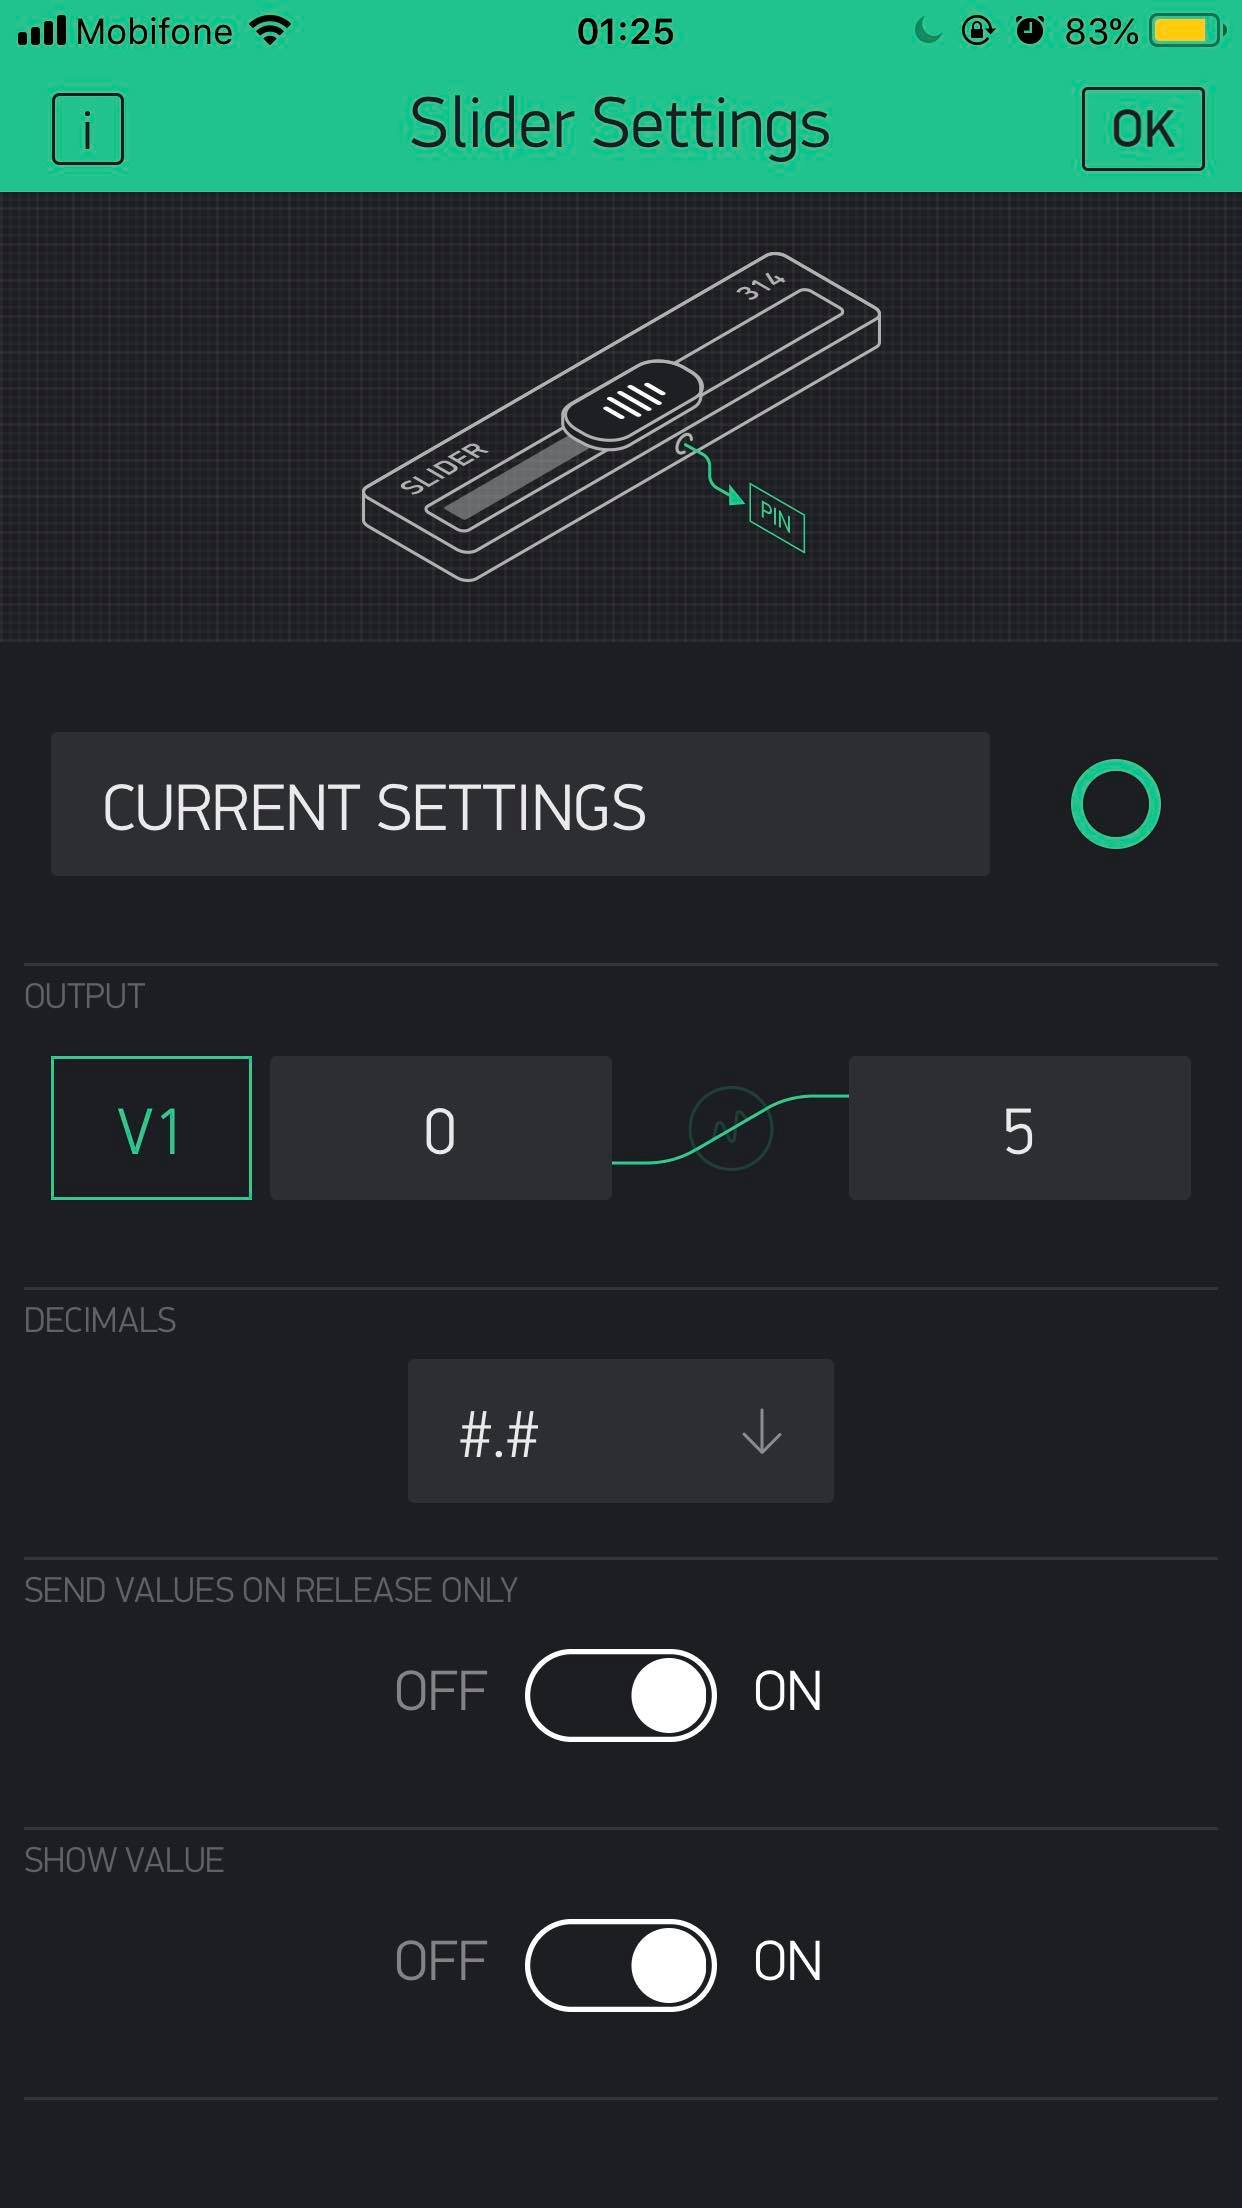 Mobifone 01:25 83%
i Slider Settings OK
SLIDER 314
PIN
CURRENT SETTINGS
OUTPUT
V1 0 5
DECIMALS
#.#
SEND VALUES ON RELEASE ONLY
OFF ON
SHOW VALUE
OFF ON